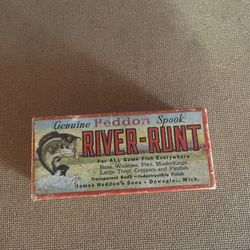 Genuine Heddon Spook
RIVER-RUNT
For ALL Game Fish Everywhere
Bass, Walleyes, Pike, Muskellunge,
Large Trout, Crappies and Panfish
Transparent Body - Indestructible Finish
James Heddon's Sons - Dowagiac, Mich.